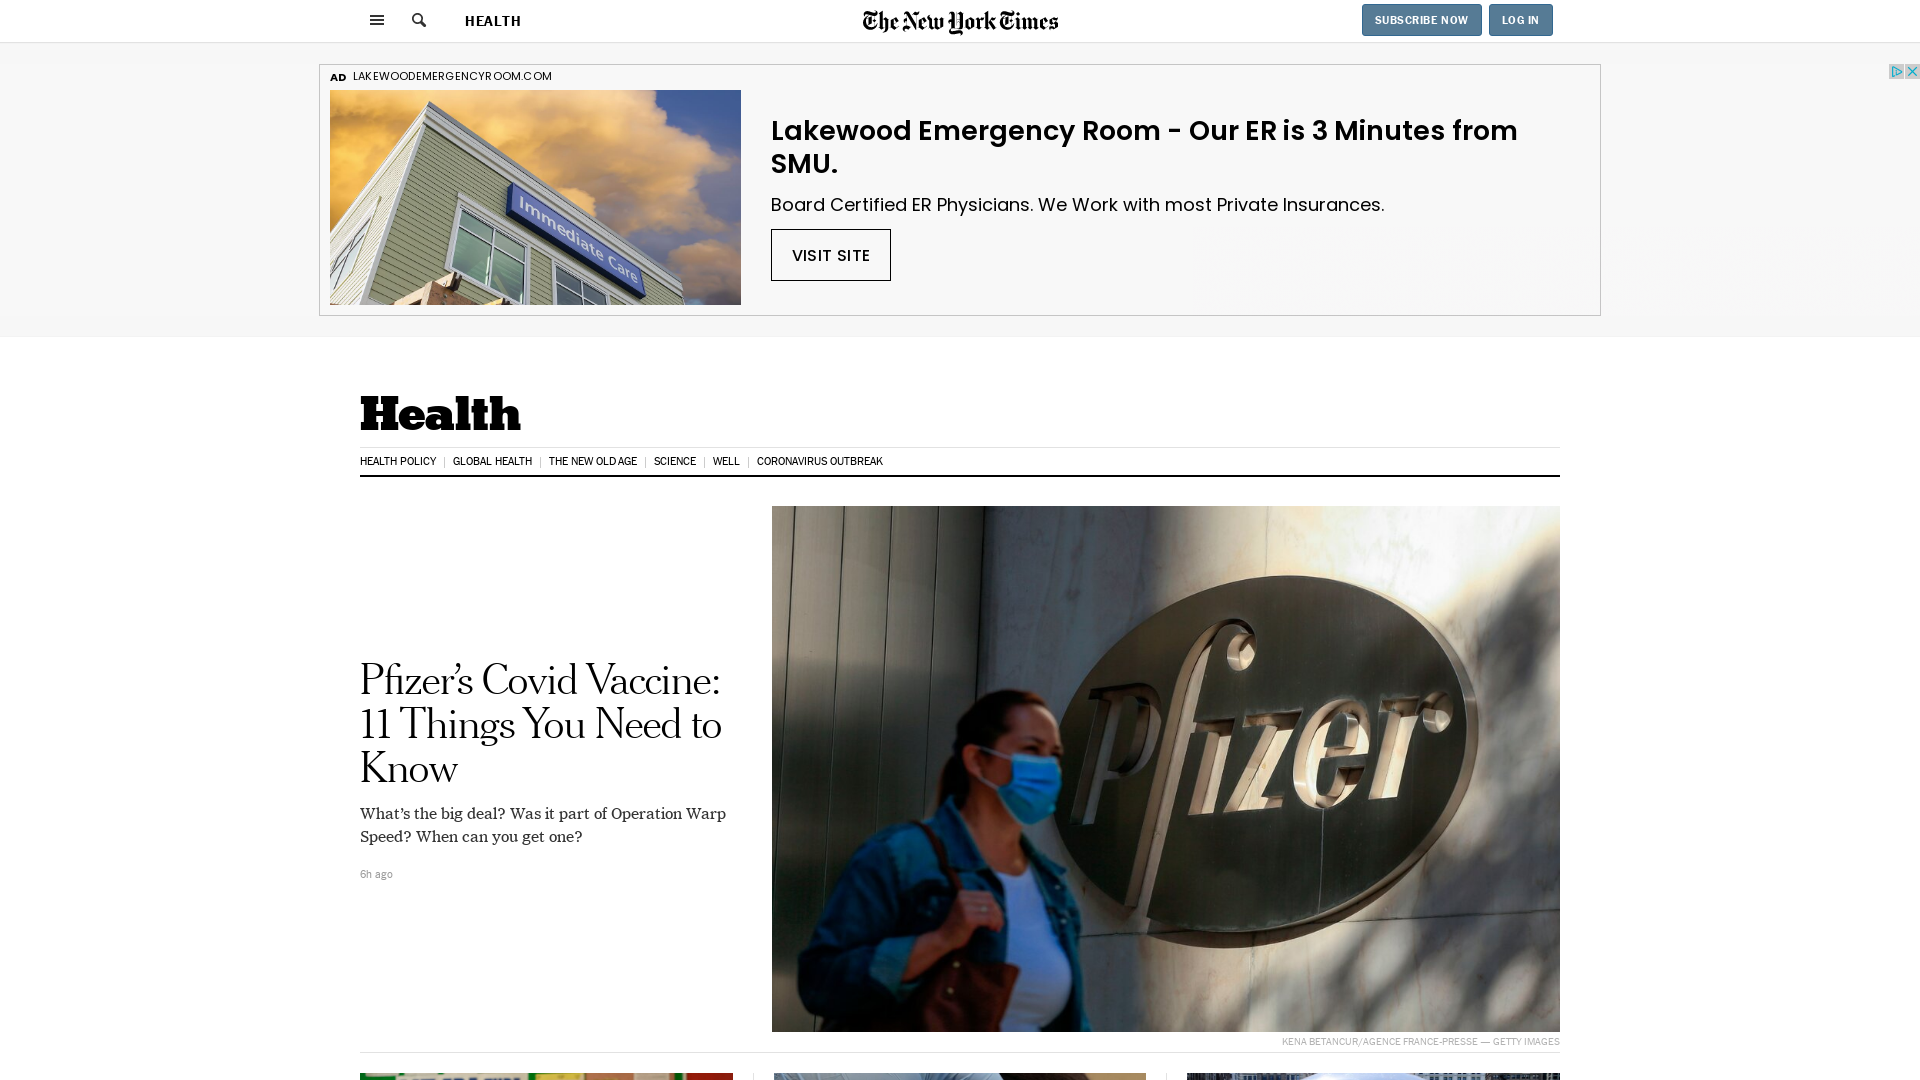 HEALTH
The New York Times
SUBSCRIBE NOW
LOG IN
AD LAKEWOODEMERGENCYROOM.COM
Immediate Care
Lakewood Emergency Room - Our ER is 3 Minutes from
SMU.
Board Certified ER Physicians. We Work with most Private Insurances.
VISIT SITE
Health
HEALTH POLICY
GLOBAL HEALTH
THE NEW OLD AGE
SCIENCE
WELL
CORONAVIRUS OUTBREAK
Pfizer
Pfizer’s Covid Vaccine:
11 Things You Need to
Know
What’s the big deal? Was it part of Operation Warp
Speed? When can you get one?
6h ago
KENA BETANCUR/AGENCE FRANCE-PRESSE — GETTY IMAGES